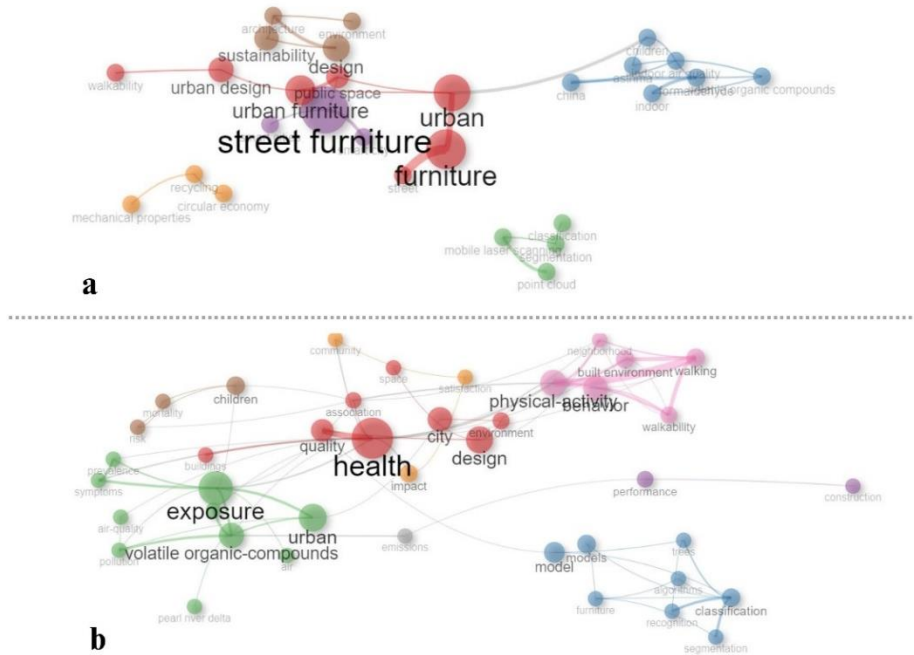 architecture
environment
sustainability
design
walkability
urban design
public space
urban furniture
street furniture
urban
furniture
street
children
indoor air quality
china
indoor
formaldehyde
organic compounds
recycling
circular economy
mechanical properties
classification
mobile laser scanning
segmentation
point cloud
a
community
space
satisfaction
neighborhood
built environment
walking
physical-activity
behavior
walkability
children
mortality
risk
association
city
environment
quality
health
design
buildings
impact
prevalence
symptoms
exposure
air-quality
urban
volatile organic-compounds
pollution
air
emissions
pearl river delta
performance
construction
models
model
trees
algorithms
furniture
classification
recognition
segmentation
b